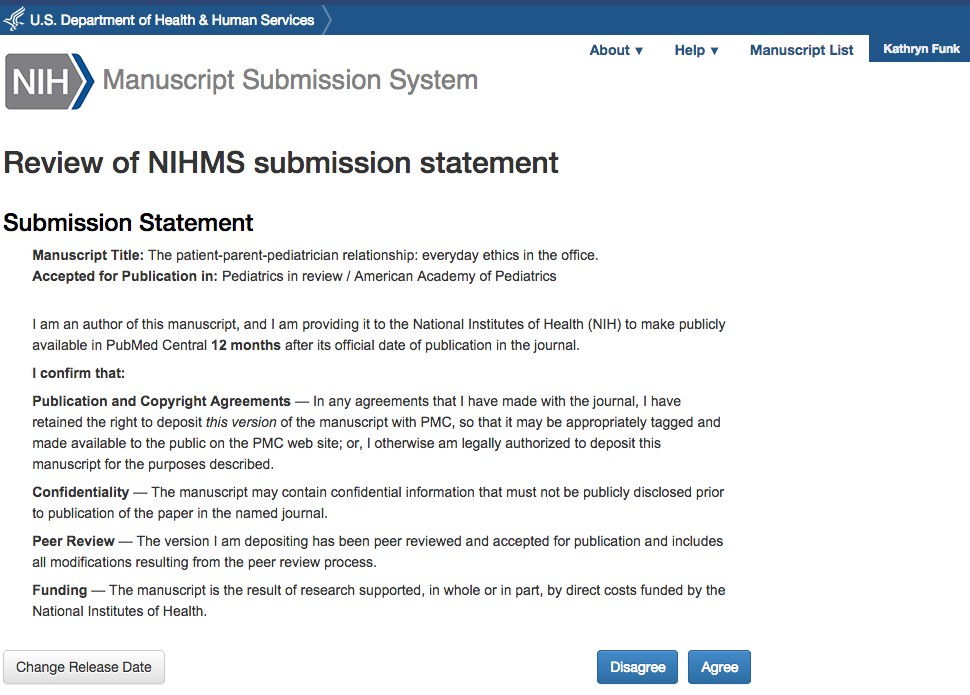 U.S. Department of Health & Human Services
About ▼ Help ▼ Manuscript List Kathryn Funk
NIH Manuscript Submission System
Review of NIHMS submission statement
Submission Statement
Manuscript Title: The patient-parent-pediatrician relationship: everyday ethics in the office.
Accepted for Publication in: Pediatrics in review / American Academy of Pediatrics
I am an author of this manuscript, and I am providing it to the National Institutes of Health (NIH) to make publicly
available in PubMed Central 12 months after its official date of publication in the journal.
I confirm that:
Publication and Copyright Agreements — In any agreements that I have made with the journal, I have
retained the right to deposit this version of the manuscript with PMC, so that it may be appropriately tagged and
made available to the public on the PMC web site; or, I otherwise am legally authorized to deposit this
manuscript for the purposes described.
Confidentiality — The manuscript may contain confidential information that must not be publicly disclosed prior
to publication of the paper in the named journal.
Peer Review — The version I am depositing has been peer reviewed and accepted for publication and includes
all modifications resulting from the peer review process.
Funding — The manuscript is the result of research supported, in whole or in part, by direct costs funded by the
National Institutes of Health.
Change Release Date Disagree Agree